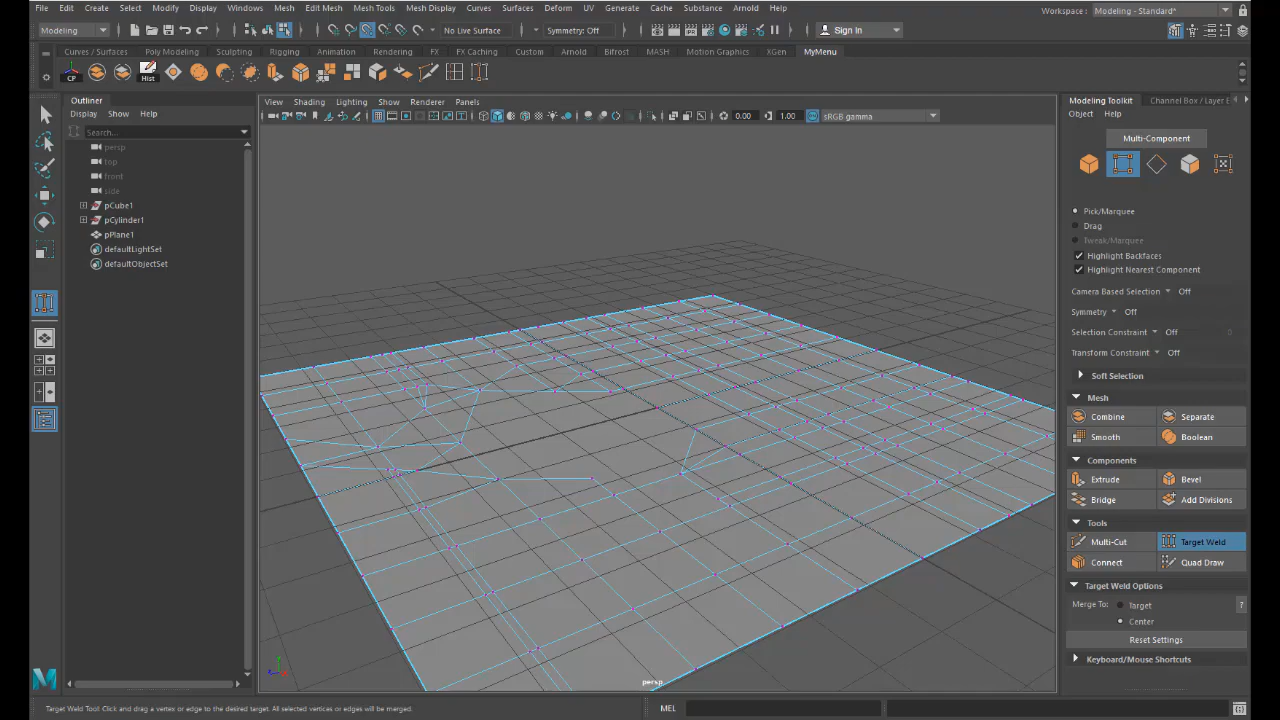 File Edit Create Select Modify Display Windows Mesh Edit Mesh Mesh Tools Mesh Display Curves Surfaces Deform UV Generate Cache Substance Arnold Help
Workspace : Modeling - Standard*
Modeling No Live Surface Symmetry: Off Sign In
Curves / Surfaces Poly Modeling Sculpting Rigging Animation Rendering FX FX Caching Custom Arnold Bifrost MASH Motion Graphics XGen MyMenu
CP Hist
Outliner
Display Show Help
Search...
persp
top
front
side
pCube1
pCylinder1
pPlane1
defaultLightSet
defaultObjectSet
View Shading Lighting Show Renderer Panels
0.00 1.00 sRGB gamma
persp
Modeling Toolkit Channel Box / Layer E
Object Help
Multi-Component
Pick/Marquee
Drag
Tweak/Marquee
Highlight Backfaces
Highlight Nearest Component
Camera Based Selection Off
Symmetry Off
Selection Constraint Off 0
Transform Constraint Off
Soft Selection
Mesh
Combine Separate
Smooth Boolean
Components
Extrude Bevel
Bridge Add Divisions
Tools
Multi-Cut Target Weld
Connect Quad Draw
Target Weld Options
Merge To: Target ?
Center
Reset Settings
Keyboard/Mouse Shortcuts
Target Weld Tool: Click and drag a vertex or edge to the desired target. All selected vertices or edges will be merged.
MEL